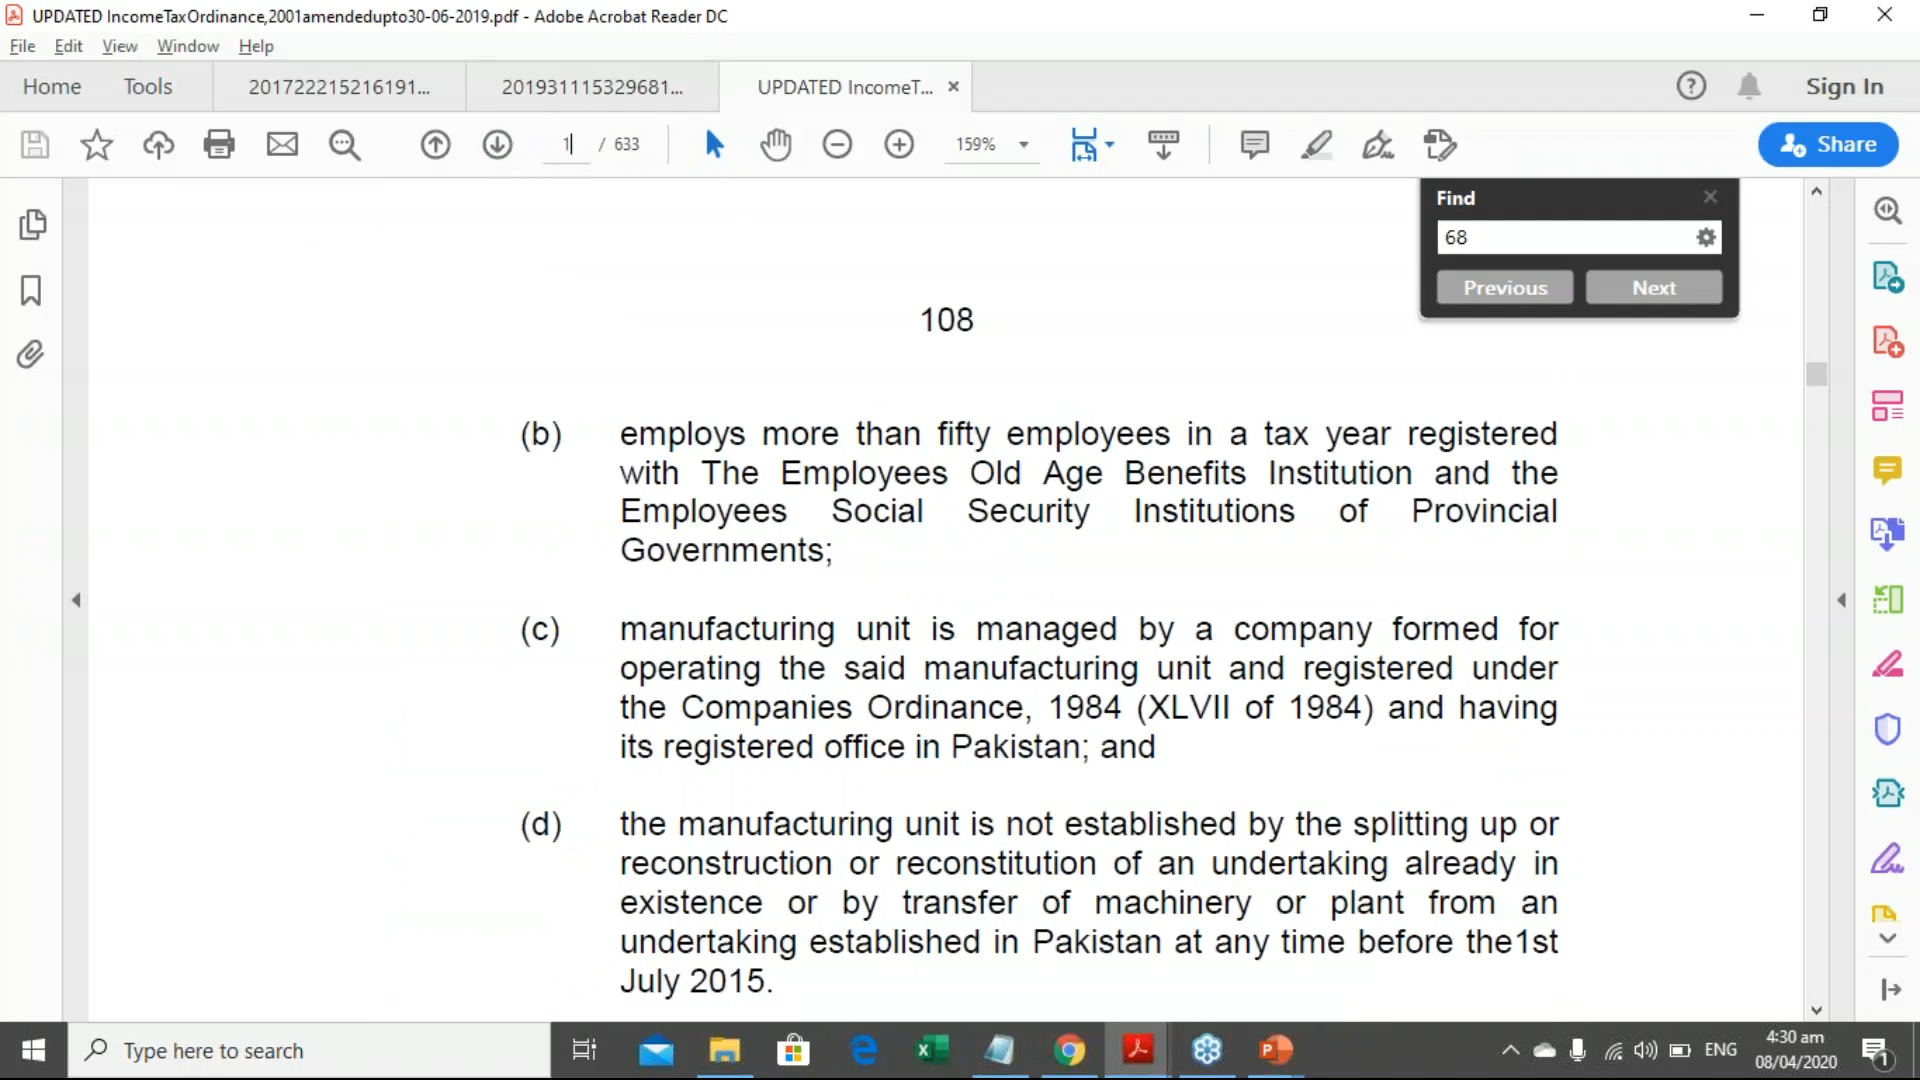 UPDATED IncomeTaxOrdinance,2001amendedupto30-06-2019.pdf - Adobe Acrobat Reader DC
File Edit View Window Help
Home Tools 201722215216191... 201931115329681... UPDATED IncomeT... Sign In
1 / 633 159% Share
Find
68
Previous Next
108
(b) employs more than fifty employees in a tax year registered
with The Employees Old Age Benefits Institution and the
Employees Social Security Institutions of Provincial
Governments;
(c) manufacturing unit is managed by a company formed for
operating the said manufacturing unit and registered under
the Companies Ordinance, 1984 (XLVII of 1984) and having
its registered office in Pakistan; and
(d) the manufacturing unit is not established by the splitting up or
reconstruction or reconstitution of an undertaking already in
existence or by transfer of machinery or plant from an
undertaking established in Pakistan at any time before the1st
July 2015.
Type here to search ENG 4:30 am
08/04/2020 1